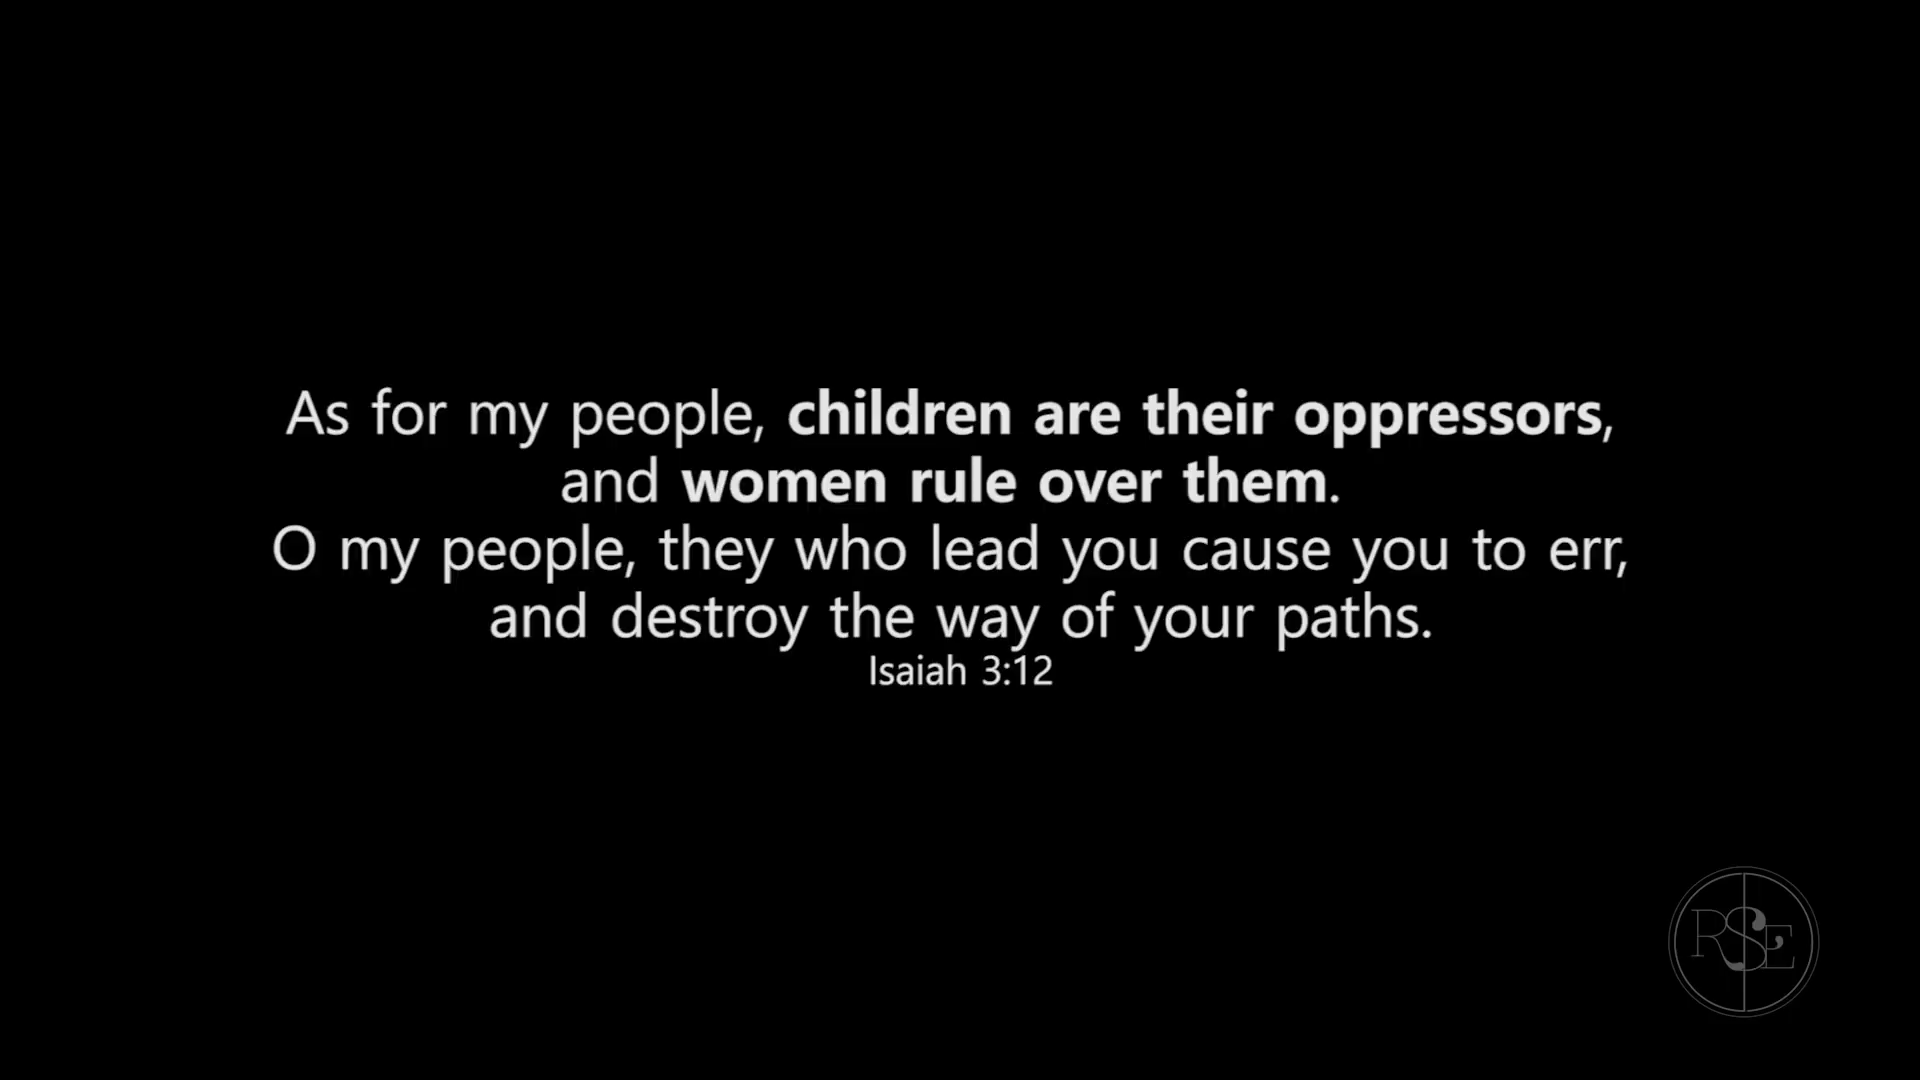 As for my people, children are their oppressors,
and women rule over them.
O my people, they who lead you cause you to err,
and destroy the way of your paths.
Isaiah 3:12
RSE